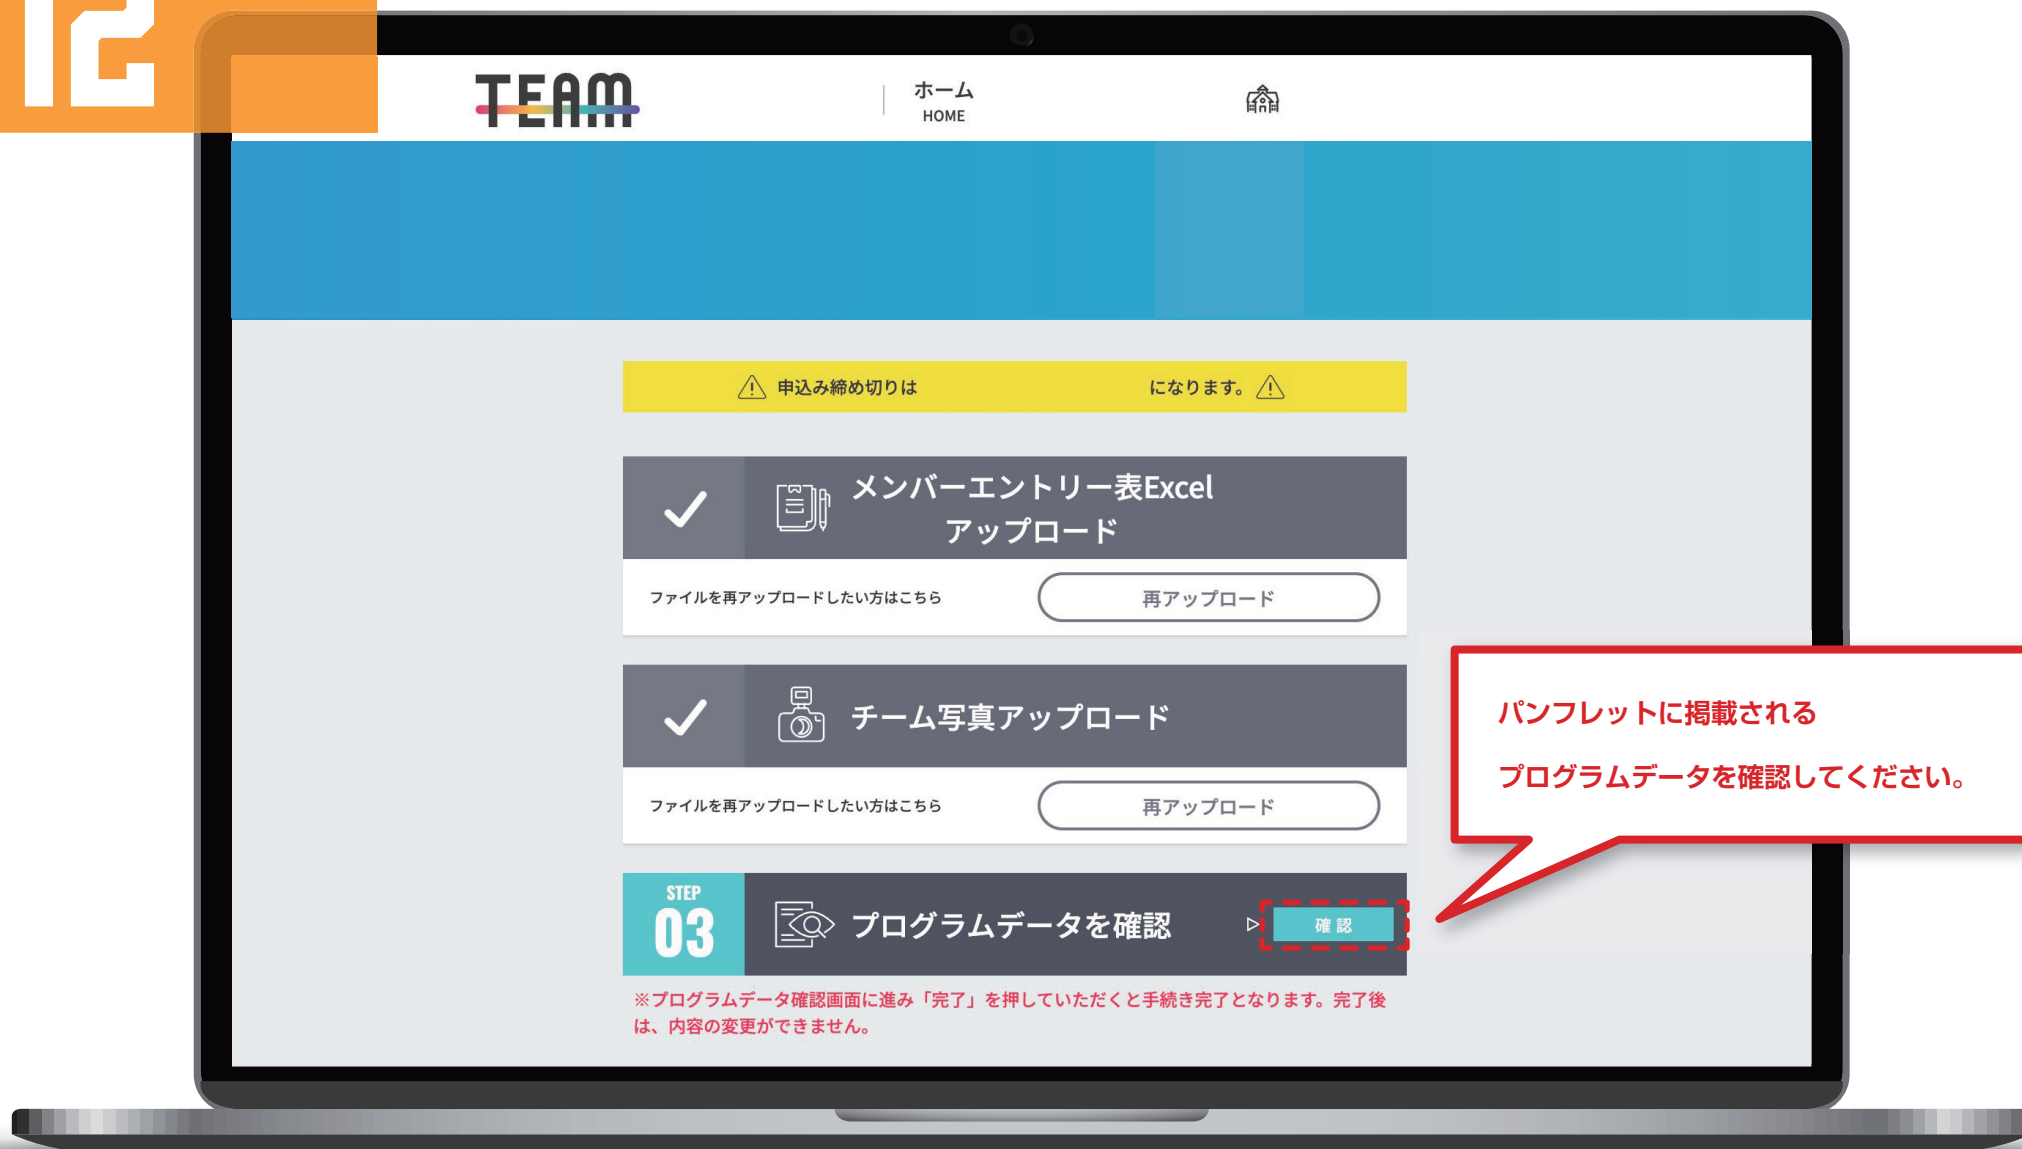 12
TEAM
ホーム
HOME
申込み締め切りは になります。
メンバーエントリー表Excel
アップロード
ファイルを再アップロードしたい方はこちら 再アップロード
チーム写真アップロード
ファイルを再アップロードしたい方はこちら 再アップロード
パンフレットに掲載される
プログラムデータを確認してください。
STEP
03
プログラムデータを確認
確認
※プログラムデータ確認画面に進み「完了」を押していただくと手続き完了となります。完了後
は、内容の変更ができません。